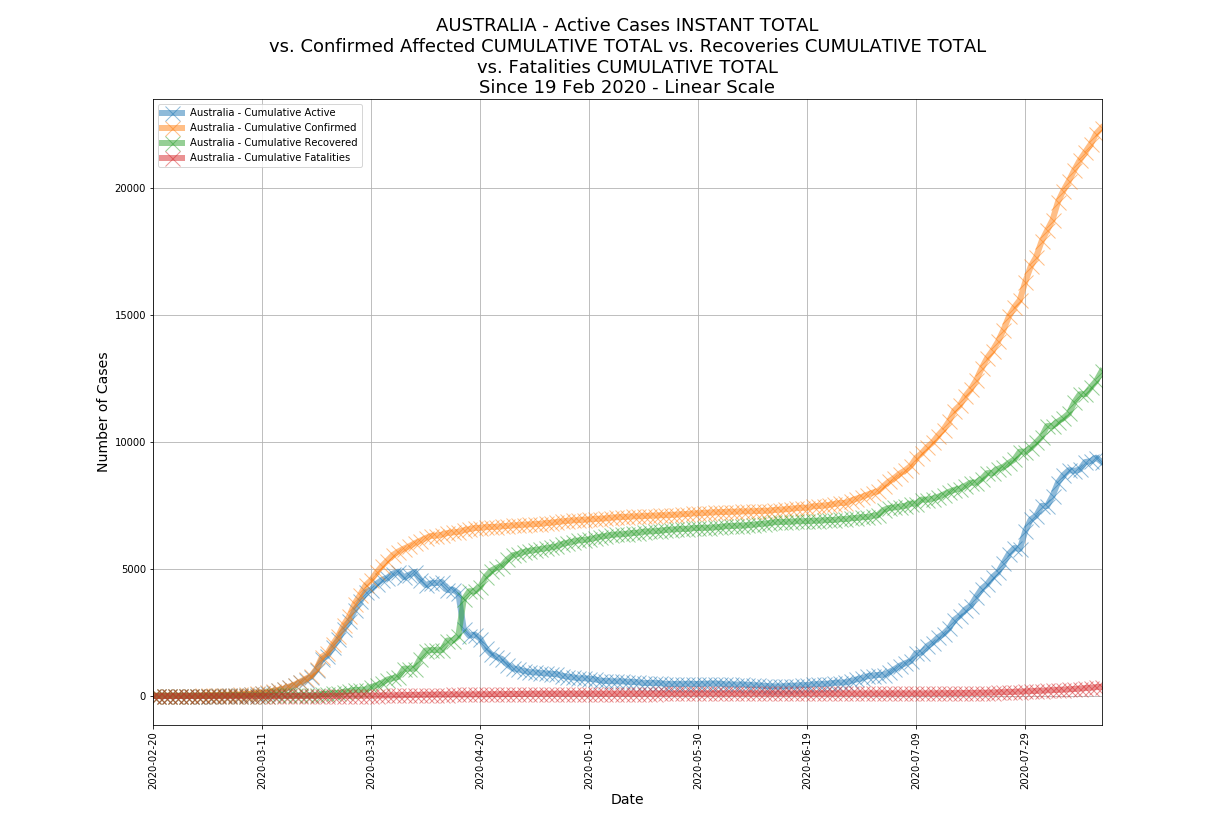 AUSTRALIA - Active Cases INSTANT TOTAL
vs. Confirmed Affected CUMULATIVE TOTAL vs. Recoveries CUMULATIVE TOTAL
vs. Fatalities CUMULATIVE TOTAL
Since 19 Feb 2020 - Linear Scale
Australia - Cumulative Active
Australia - Cumulative Confirmed
Australia - Cumulative Recovered
Australia - Cumulative Fatalities
Number of Cases
20000
15000
10000
5000
0
2020-02-20
2020-03-11
2020-03-31
2020-04-20
2020-05-10
2020-05-30
2020-06-19
2020-07-09
2020-07-29
Date